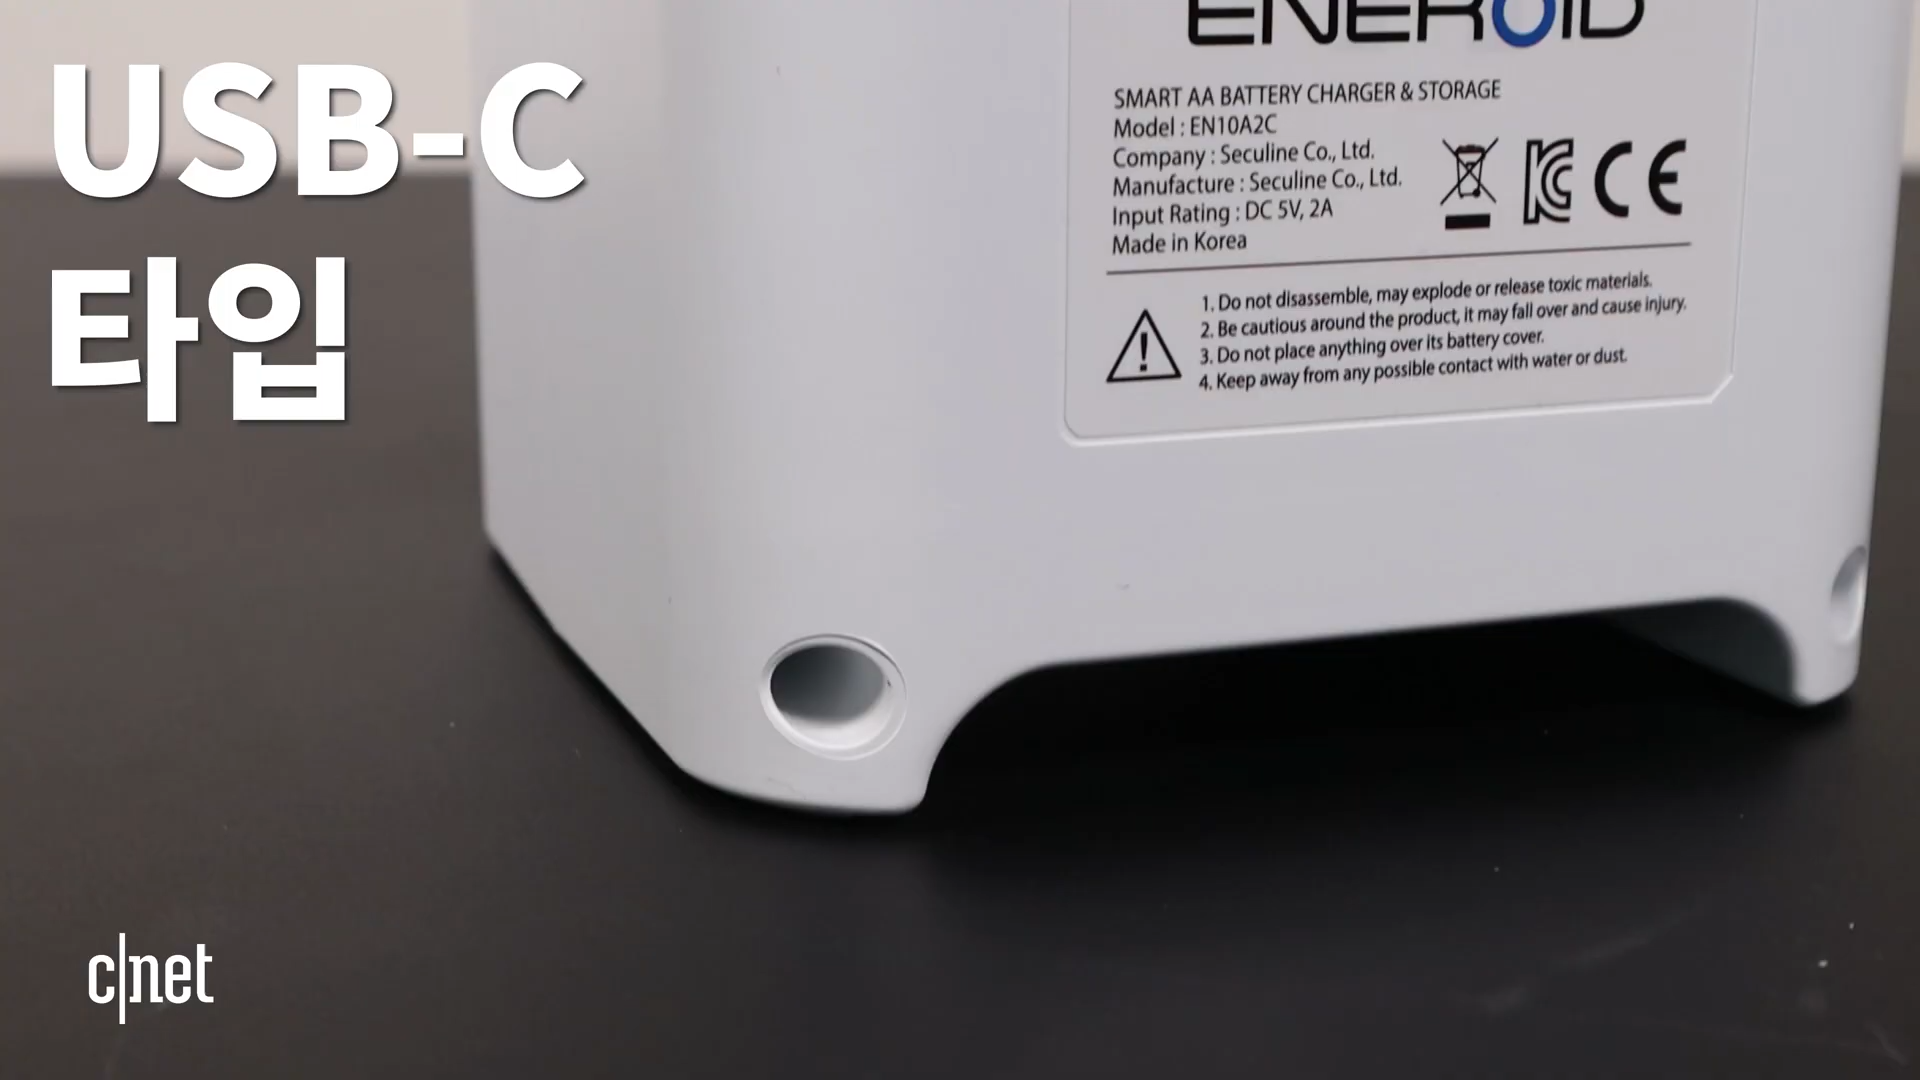 USB-C
타입
ENEROID
SMART AA BATTERY CHARGER & STORAGE
Model : EN10A2C
Company : Seculine Co., Ltd.
Manufacture : Seculine Co., Ltd.
Input Rating : DC 5V, 2A
Made in Korea
CE
1. Do not disassemble, may explode or release toxic materials.
2. Be cautious around the product, it may fall over and cause injury.
3. Do not place anything over its battery cover.
4. Keep away from any possible contact with water or dust.
c|net